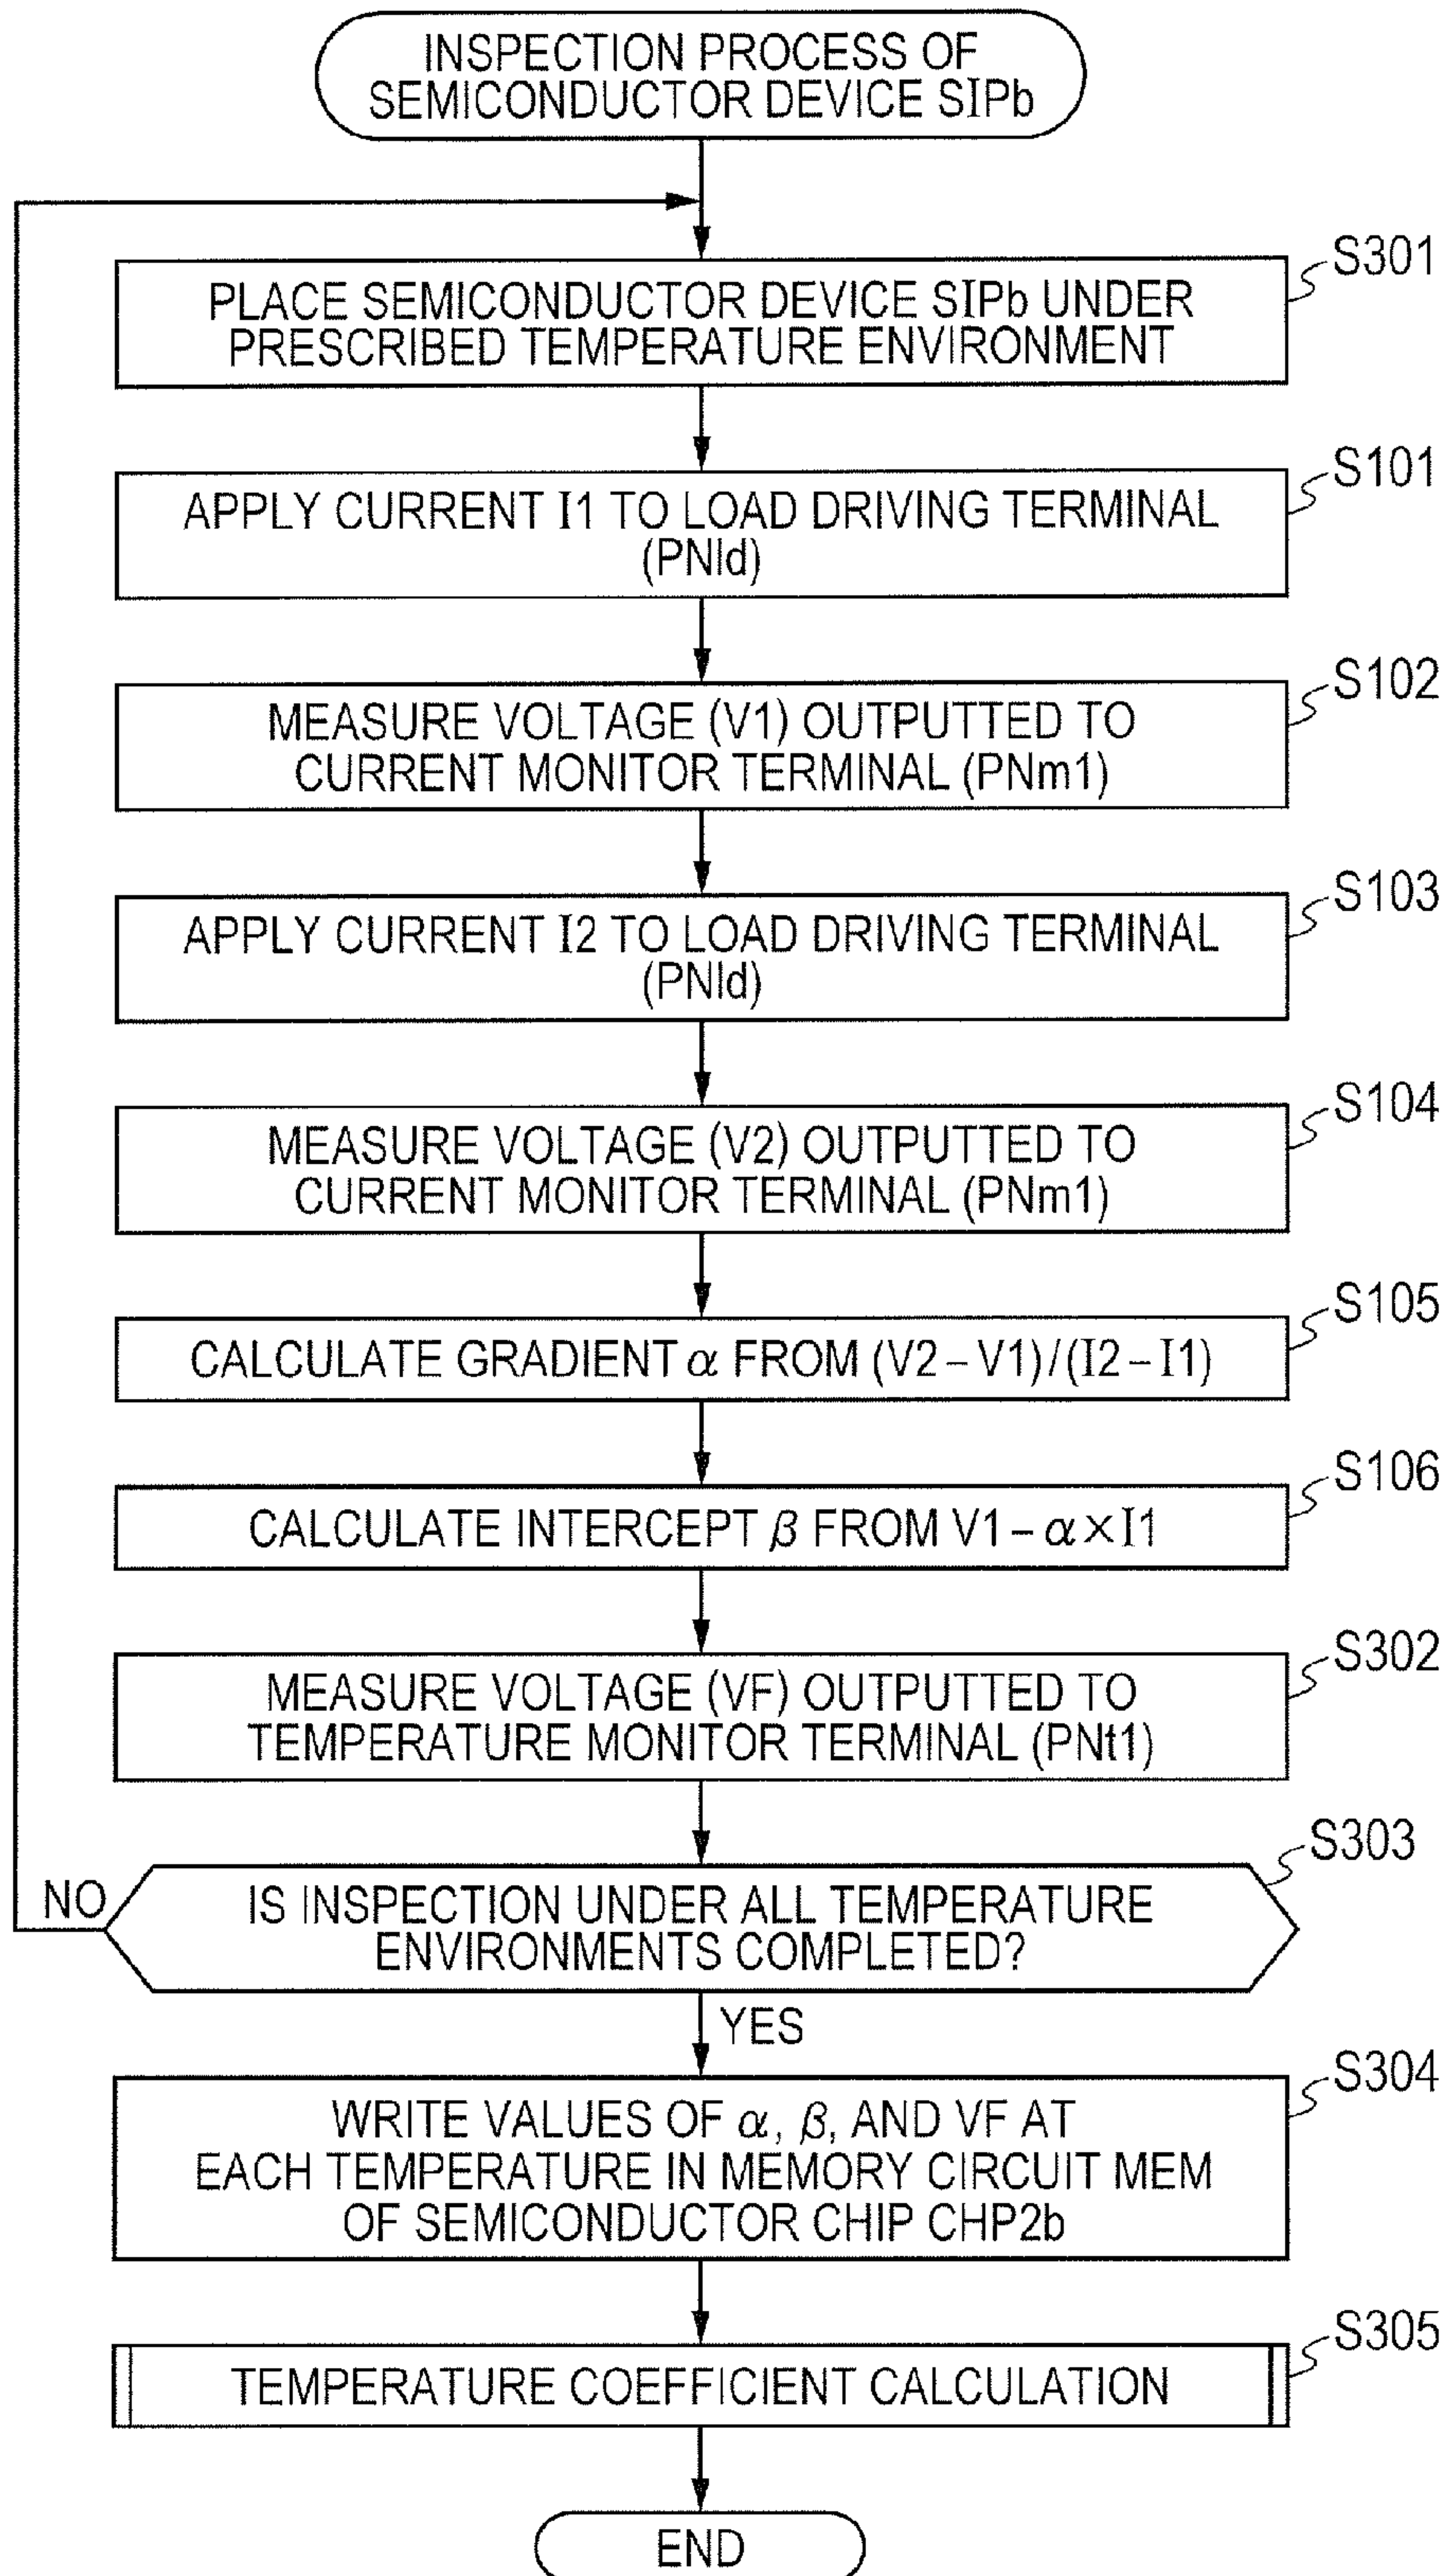 INSPECTION PROCESS OF
SEMICONDUCTOR DEVICE SIPb
S301
PLACE SEMICONDUCTOR DEVICE SIPb UNDER
PRESCRIBED TEMPERATURE ENVIRONMENT
S101
APPLY CURRENT I1 TO LOAD DRIVING TERMINAL
(PNld)
S102
MEASURE VOLTAGE (V1) OUTPUTTED TO
CURRENT MONITOR TERMINAL (PNm1)
S103
APPLY CURRENT I2 TO LOAD DRIVING TERMINAL
(PNld)
S104
MEASURE VOLTAGE (V2) OUTPUTTED TO
CURRENT MONITOR TERMINAL (PNm1)
S105
CALCULATE GRADIENT α FROM (V2–V1)/(I2–I1)
S106
CALCULATE INTERCEPT β FROM V1–α×I1
S302
MEASURE VOLTAGE (VF) OUTPUTTED TO
TEMPERATURE MONITOR TERMINAL (PNt1)
S303
NO
IS INSPECTION UNDER ALL TEMPERATURE
ENVIRONMENTS COMPLETED?
YES
S304
WRITE VALUES OF α, β, AND VF AT
EACH TEMPERATURE IN MEMORY CIRCUIT MEM
OF SEMICONDUCTOR CHIP CHP2b
S305
TEMPERATURE COEFFICIENT CALCULATION
END